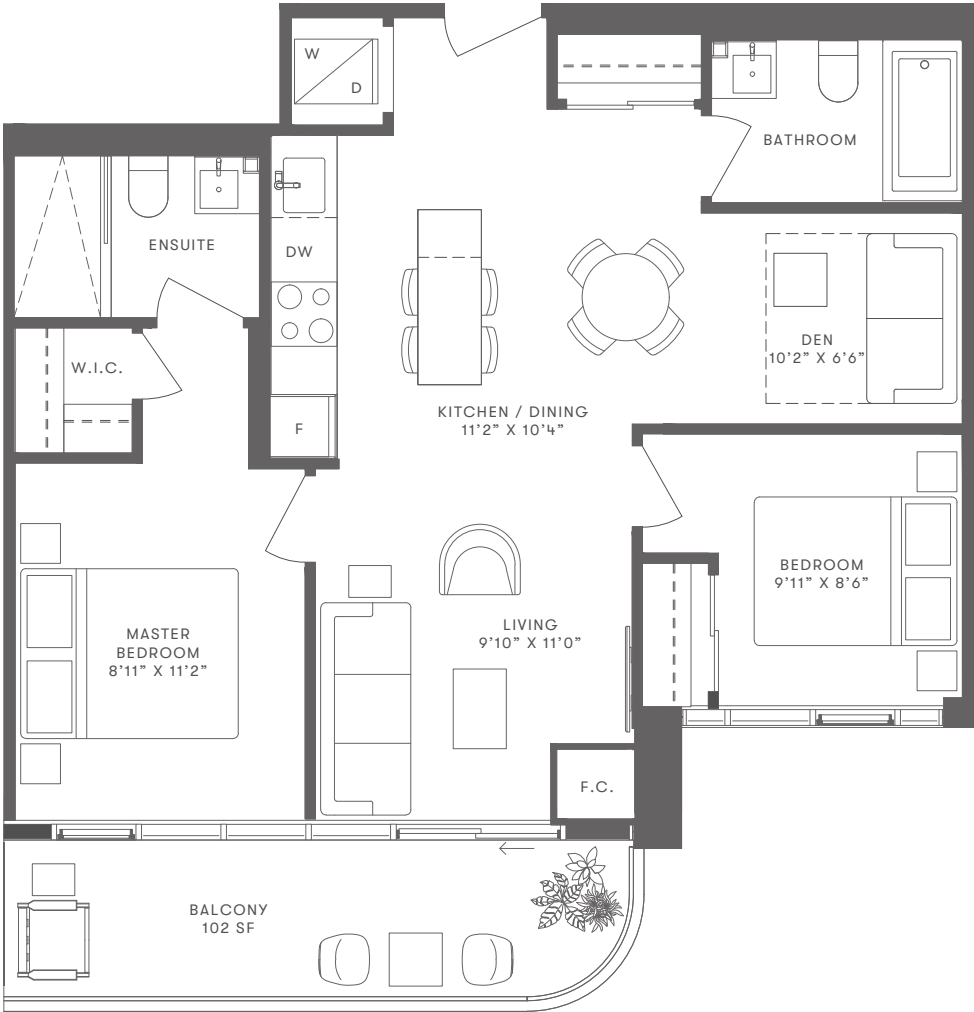 W
D
BATHROOM
ENSUITE
DW
DEN
10’2” X 6’6”
W.I.C.
KITCHEN / DINING
11’2” X 10’4”
F
BEDROOM
9’11” X 8’6”
LIVING
9’10” X 11’0”
MASTER
BEDROOM
8’11” X 11’2”
F.C.
BALCONY
102 SF